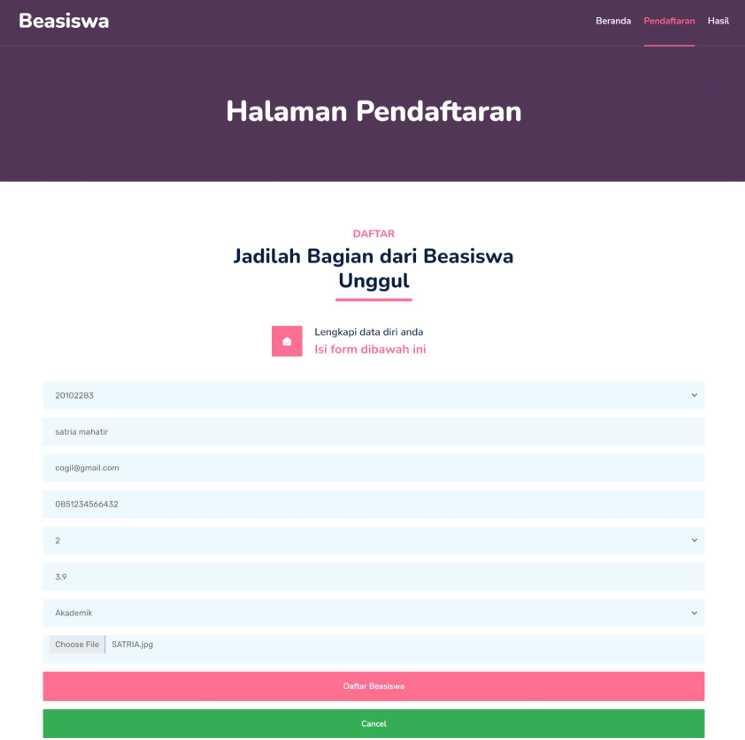 Beasiswa
Beranda Pendaftaran Hasil
Halaman Pendaftaran
DAFTAR
Jadilah Bagian dari Beasiswa
Unggul
Lengkapi data diri anda
Isi form dibawah ini
20102283
satria mahatir
cogil@gmail.com
0851234566432
2
3.9
Akademik
Choose File SATRIA.jpg
Daftar Beasiswa
Cancel